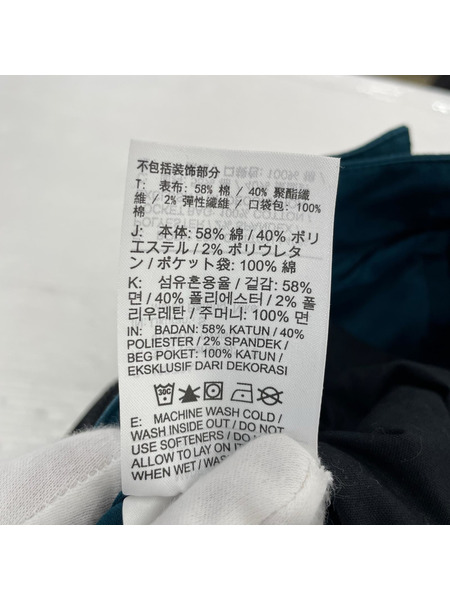 不包括装饰部分
T: 表布: 58% 棉 / 40% 聚酯纖
維 / 2% 彈性纖維 / 口袋包: 100%
棉
J: 本体: 58% 綿 / 40% ポリ
エステル / 2% ポリウレタ
ン / ポケット袋: 100% 綿
K: 섬유혼용율 / 겉감: 58%
면 / 40% 폴리에스터 / 2% 폴
리우레탄 / 주머니: 100% 면
IN: BADAN: 58% KATUN / 40%
POLIESTER / 2% SPANDEK /
BEG POKET: 100% KATUN /
EKSKLUSIF DARI DEKORASI
30C
E: MACHINE WASH COLD /
WASH INSIDE OUT / DO NOT
USE SOFTENERS / DO
ALLOW TO LAY ON
WHEN WET / WAS